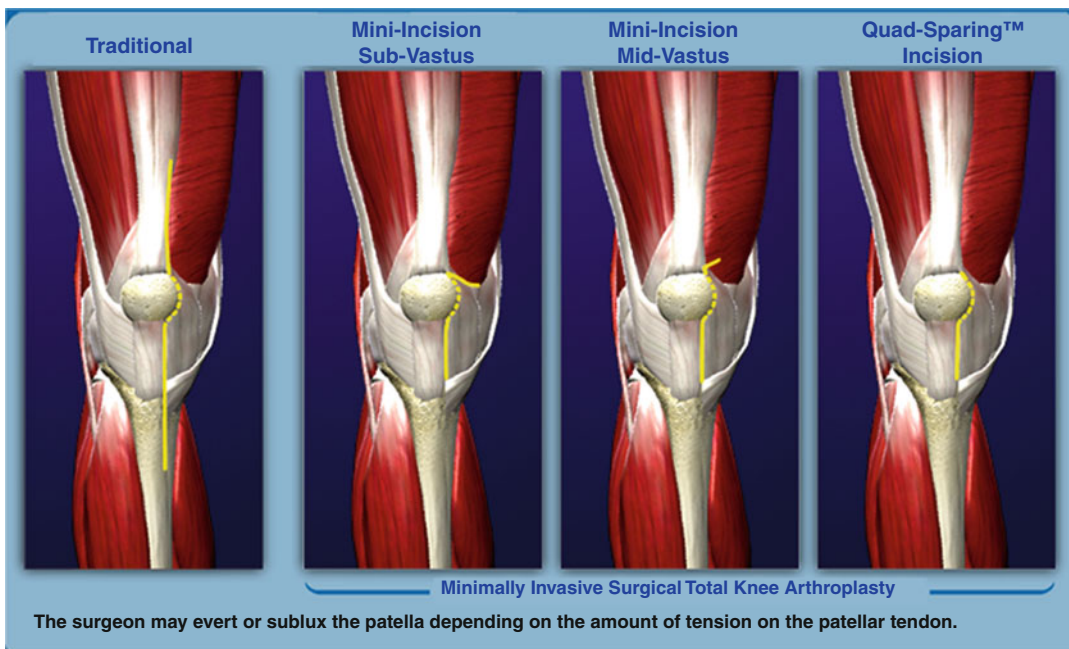 Traditional
Mini-Incision
Sub-Vastus
Mini-Incision
Mid-Vastus
Quad-Sparing™
Incision
Minimally Invasive Surgical Total Knee Arthroplasty
The surgeon may evert or sublux the patella depending on the amount of tension on the patellar tendon.